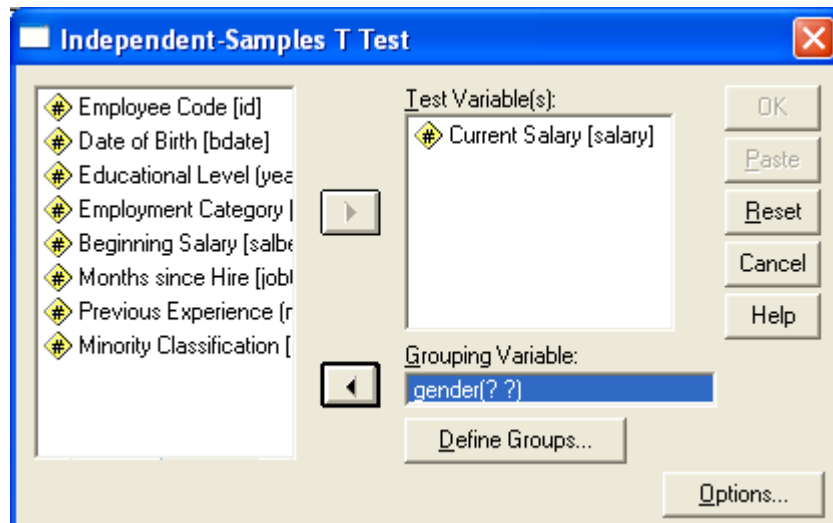 Independent-Samples T Test
Employee Code [id]
Date of Birth [bdate]
Educational Level (yea
Employment Category [
Beginning Salary [salbe
Months since Hire [jobt
Previous Experience (m
Minority Classification [
Test Variable(s):
Current Salary [salary]
Grouping Variable:
gender(? ?)
Define Groups...
OK
Paste
Reset
Cancel
Help
Options...